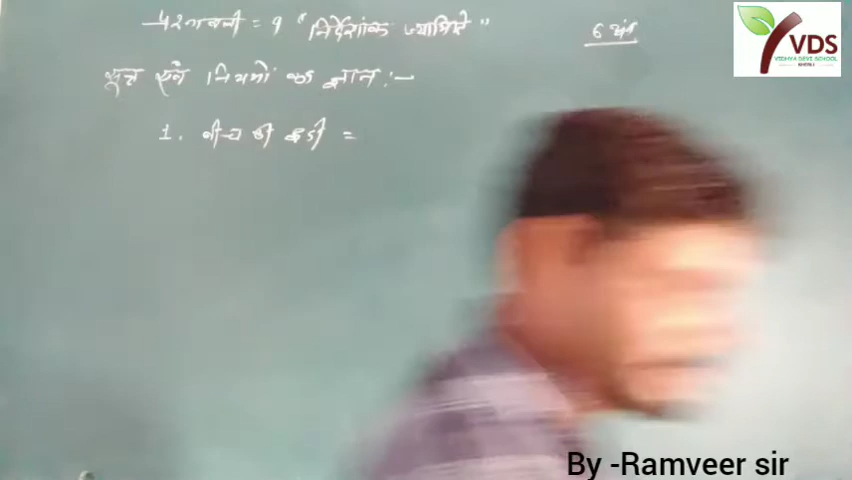 प्रश्नावली = 9 "निर्देशांक ज्यामिति"
6 अंक
सूत्र एवं नियमों का ज्ञान :-
1. बीच की दूरी =
VDS
VIDHYA DEVI SCHOOL
By -Ramveer sir